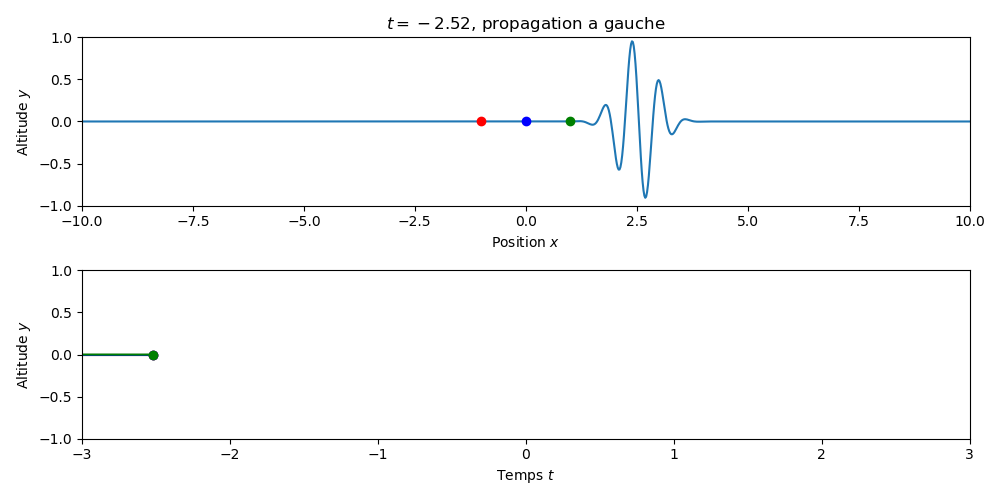 t = −2.52, propagation a gauche
1.0
0.5
0.0
−0.5
−1.0
Altitude y
−10.0 −7.5 −5.0 −2.5 0.0 2.5 5.0 7.5 10.0
Position x
1.0
0.5
0.0
−0.5
−1.0
Altitude y
−3 −2 −1 0 1 2 3
Temps t